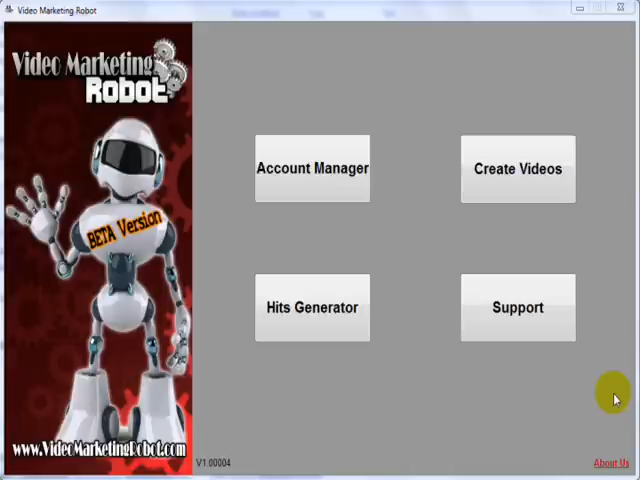 Video Marketing Robot
Video Marketing
Robot
BETA Version
www.VideoMarketingRobot.com
Account Manager
Create Videos
Hits Generator
Support
V1.00004
About Us